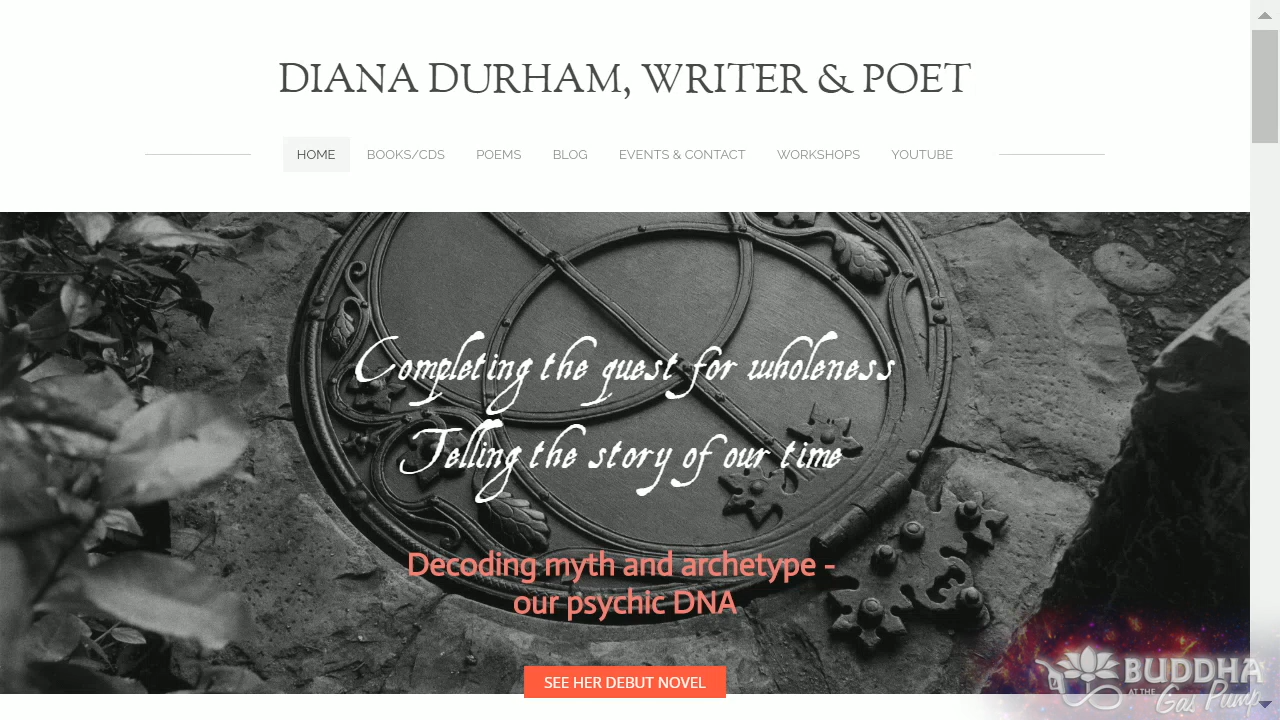 DIANA DURHAM, WRITER & POET
HOME BOOKS/CDS POEMS BLOG EVENTS & CONTACT WORKSHOPS YOUTUBE
Completing the quest for wholeness
Telling the story of our time
Decoding myth and archetype -
our psychic DNA
SEE HER DEBUT NOVEL
BUDDHA
AT THE Gas Pump